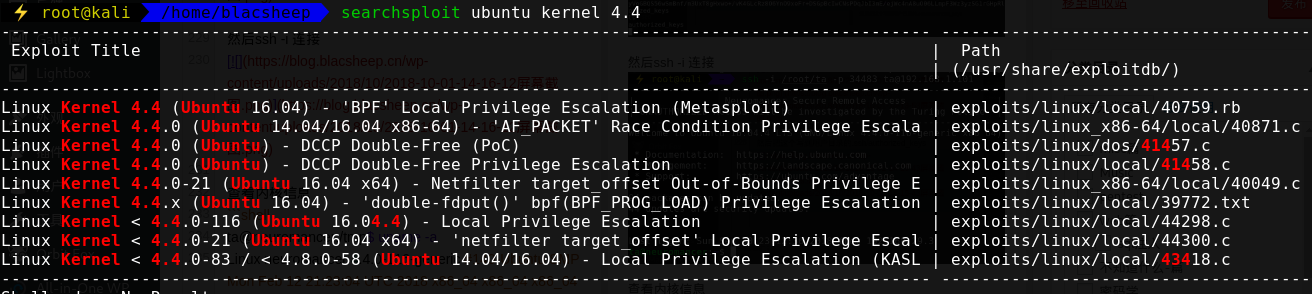 ⚡ root@kali /home/blacsheep searchsploit ubuntu kernel 4.4
Exploit Title | Path
| (/usr/share/exploitdb/)
Linux Kernel 4.4 (Ubuntu 16.04) - 'BPF' Local Privilege Escalation (Metasploit) | exploits/linux/local/40759.rb
Linux Kernel 4.4.0 (Ubuntu 14.04/16.04 x86-64) - 'AF_PACKET' Race Condition Privilege Escala | exploits/linux_x86-64/local/40871.c
Linux Kernel 4.4.0 (Ubuntu) - DCCP Double-Free (PoC) | exploits/linux/dos/41457.c
Linux Kernel 4.4.0 (Ubuntu) - DCCP Double-Free Privilege Escalation | exploits/linux/local/41458.c
Linux Kernel 4.4.0-21 (Ubuntu 16.04 x64) - Netfilter target_offset Out-of-Bounds Privilege E | exploits/linux_x86-64/local/40049.c
Linux Kernel 4.4.x (Ubuntu 16.04) - 'double-fdput()' bpf(BPF_PROG_LOAD) Privilege Escalation | exploits/linux/local/39772.txt
Linux Kernel < 4.4.0-116 (Ubuntu 16.04.4) - Local Privilege Escalation | exploits/linux/local/44298.c
Linux Kernel < 4.4.0-21 (Ubuntu 16.04 x64) - 'netfilter target_offset' Local Privilege Escal | exploits/linux/local/44300.c
Linux Kernel < 4.4.0-83 / < 4.8.0-58 (Ubuntu 14.04/16.04) - Local Privilege Escalation (KASL | exploits/linux/local/43418.c